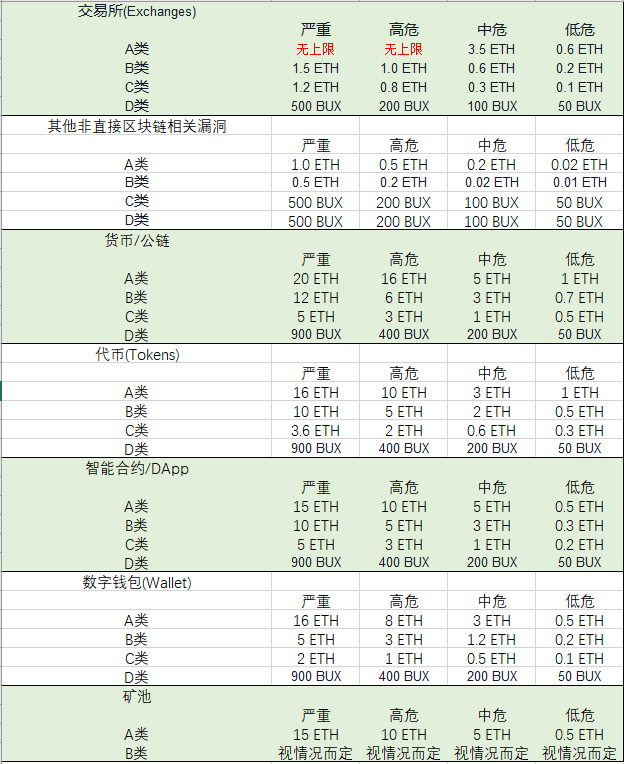 交易所(Exchanges)
严重 高危 中危 低危
A类 无上限 无上限 3.5 ETH 0.6 ETH
B类 1.5 ETH 1.0 ETH 0.6 ETH 0.2 ETH
C类 1.2 ETH 0.8 ETH 0.3 ETH 0.1 ETH
D类 500 BUX 200 BUX 100 BUX 50 BUX
其他非直接区块链相关漏洞
严重 高危 中危 低危
A类 1.0 ETH 0.5 ETH 0.2 ETH 0.02 ETH
B类 0.5 ETH 0.2 ETH 0.02 ETH 0.01 ETH
C类 500 BUX 200 BUX 100 BUX 50 BUX
D类 500 BUX 200 BUX 100 BUX 50 BUX
货币/公链
严重 高危 中危 低危
A类 20 ETH 16 ETH 5 ETH 1 ETH
B类 12 ETH 6 ETH 3 ETH 0.7 ETH
C类 5 ETH 3 ETH 1 ETH 0.5 ETH
D类 900 BUX 400 BUX 200 BUX 50 BUX
代币(Tokens)
严重 高危 中危 低危
A类 16 ETH 10 ETH 3 ETH 1 ETH
B类 10 ETH 5 ETH 2 ETH 0.5 ETH
C类 3.6 ETH 2 ETH 0.6 ETH 0.3 ETH
D类 900 BUX 400 BUX 200 BUX 50 BUX
智能合约/DApp
严重 高危 中危 低危
A类 15 ETH 10 ETH 5 ETH 0.5 ETH
B类 10 ETH 5 ETH 3 ETH 0.3 ETH
C类 5 ETH 3 ETH 1 ETH 0.2 ETH
D类 900 BUX 400 BUX 200 BUX 50 BUX
数字钱包(Wallet)
严重 高危 中危 低危
A类 16 ETH 8 ETH 3 ETH 0.5 ETH
B类 5 ETH 3 ETH 1.2 ETH 0.2 ETH
C类 2 ETH 1 ETH 0.5 ETH 0.1 ETH
D类 900 BUX 400 BUX 200 BUX 50 BUX
矿池
严重 高危 中危 低危
A类 15 ETH 10 ETH 5 ETH 0.5 ETH
B类 视情况而定 视情况而定 视情况而定 视情况而定